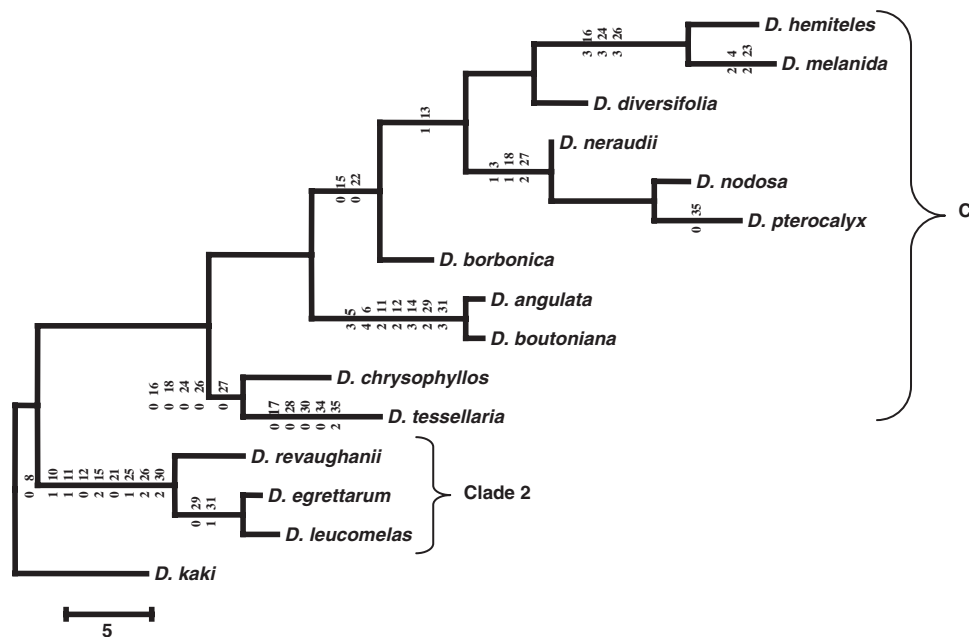 D. hemiteles
16 24 26
3 3 3
4 23
2 2
D. melanida
D. diversifolia
13
1
D. neraudii
3 18 27
1 1 2
D. nodosa
15 22
0 0
35
0
D. pterocalyx
C
D. borbonica
D. angulata
5 6 11 12 14 29 31
3 4 2 2 3 2 3
D. boutoniana
D. chrysophyllos
16 18 24 26 27
0 0 0 0 0
D. tessellaria
17 28 30 34 35
0 0 0 0 2
D. revaughanii
8 10 11 12 15 21 25 26 30
0 1 1 0 2 0 1 2 2
D. egrettarum
Clade 2
29 31
0 1
D. leucomelas
D. kaki
5